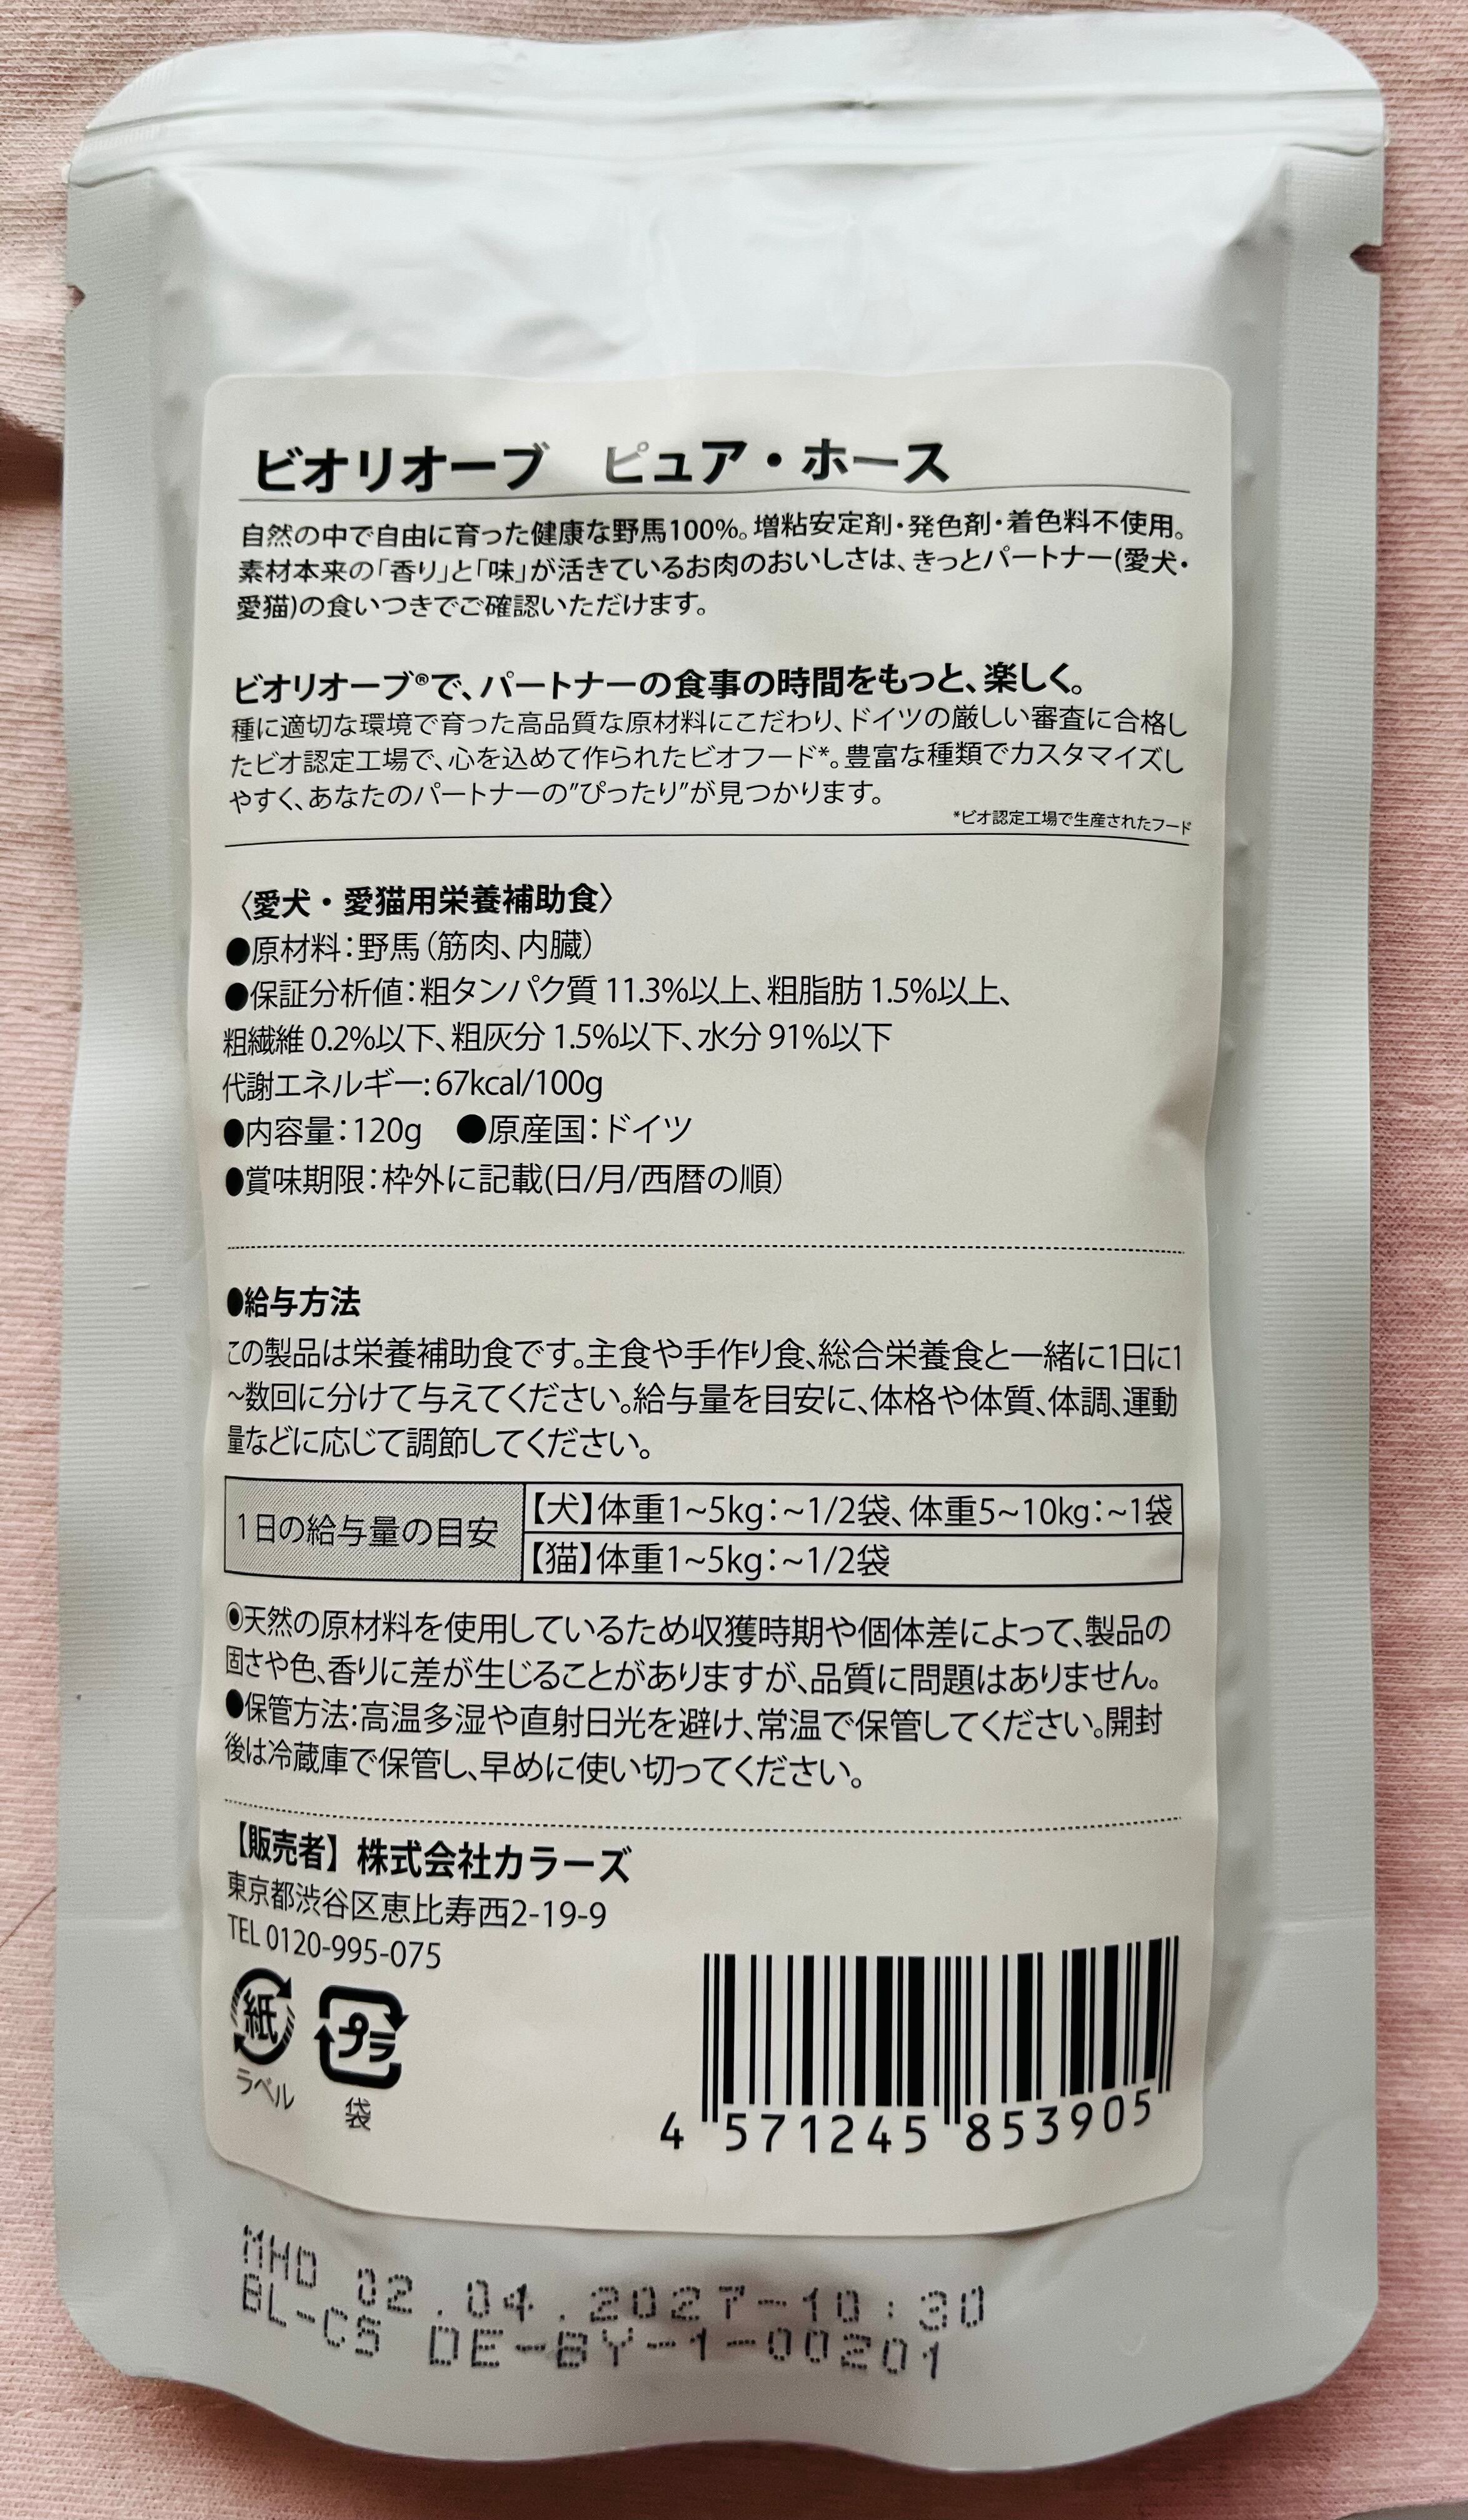 ビオリオーブ　ピュア・ホース
自然の中で自由に育った健康な野馬100%。増粘安定剤・発色剤・着色料不使用。
素材本来の「香り」と「味」が活きているお肉のおいしさは、きっとパートナー(愛犬・
愛猫)の食いつきでご確認いただけます。
ビオリオーブ®で、パートナーの食事の時間をもっと、楽しく。
種に適切な環境で育った高品質な原材料にこだわり、ドイツの厳しい審査に合格し
たビオ認定工場で、心を込めて作られたビオフード*。豊富な種類でカスタマイズし
やすく、あなたのパートナーの”ぴったり”が見つかります。
*ビオ認定工場で生産されたフード
〈愛犬・愛猫用栄養補助食〉
●原材料：野馬（筋肉、内臓）
●保証分析値：粗タンパク質 11.3%以上、粗脂肪 1.5%以上、
粗繊維 0.2%以下、粗灰分 1.5%以下、水分 91%以下
代謝エネルギー：67kcal/100g
●内容量：120g　●原産国：ドイツ
●賞味期限：枠外に記載(日/月/西暦の順）
●給与方法
この製品は栄養補助食です。主食や手作り食、総合栄養食と一緒に1日に1
~数回に分けて与えてください。給与量を目安に、体格や体質、体調、運動
量などに応じて調節してください。
1日の給与量の目安
【犬】体重1~5kg：~1/2袋、体重5~10kg：~1袋
【猫】体重1~5kg：~1/2袋
◉天然の原材料を使用しているため収獲時期や個体差によって、製品の
固さや色、香りに差が生じることがありますが、品質に問題はありません。
●保管方法：高温多湿や直射日光を避け、常温で保管してください。開封
後は冷蔵庫で保管し、早めに使い切ってください。
【販売者】株式会社カラーズ
東京都渋谷区恵比寿西2-19-9
TEL 0120-995-075
紙
プラ
ラベル
袋
4 571245 853905
MHD 02.04.2027-10:30
BL-CS DE-BY-1-00201